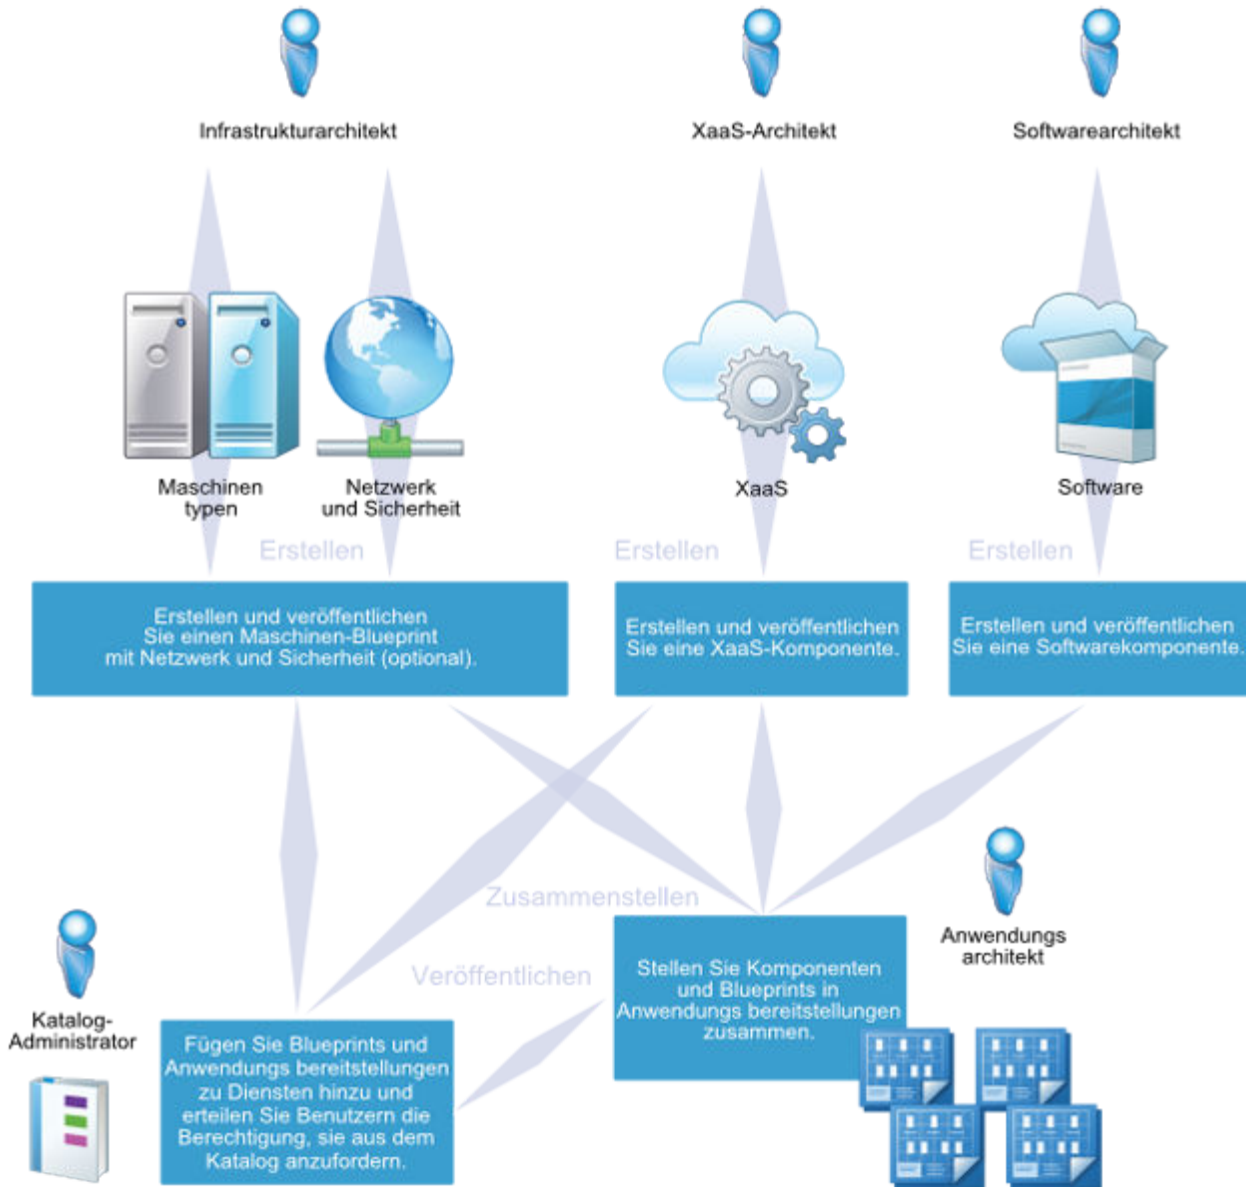 Infrastrukturarchitekt
XaaS-Architekt
Softwarearchitekt
Maschinen
typen
Netzwerk
und Sicherheit
XaaS
Software
Erstellen
Erstellen
Erstellen
Erstellen und veröffentlichen
Sie einen Maschinen-Blueprint
mit Netzwerk und Sicherheit (optional).
Erstellen und veröffentlichen
Sie eine XaaS-Komponente.
Erstellen und veröffentlichen
Sie eine Softwarekomponente.
Zusammenstellen
Veröffentlichen
Anwendungs
architekt
Stellen Sie Komponenten
und Blueprints in
Anwendungs bereitstellungen
zusammen.
Katalog-
Administrator
Fügen Sie Blueprints und
Anwendungs bereitstellungen
zu Diensten hinzu und
erteilen Sie Benutzern die
Berechtigung, sie aus dem
Katalog anzufordern.